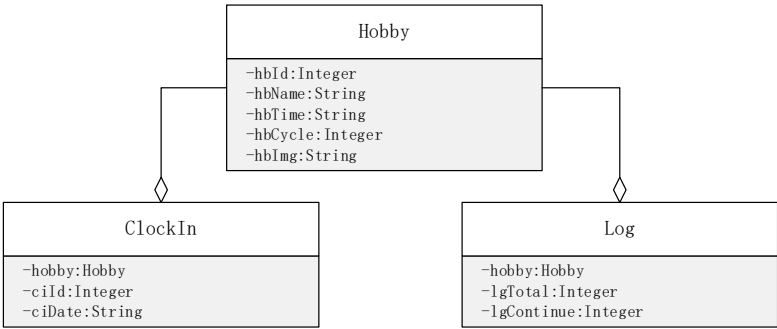 Hobby
-hbId:Integer
-hbName:String
-hbTime:String
-hbCycle:Integer
-hbImg:String
ClockIn
-hobby:Hobby
-ciId:Integer
-ciDate:String
Log
-hobby:Hobby
-lgTotal:Integer
-lgContinue:Integer